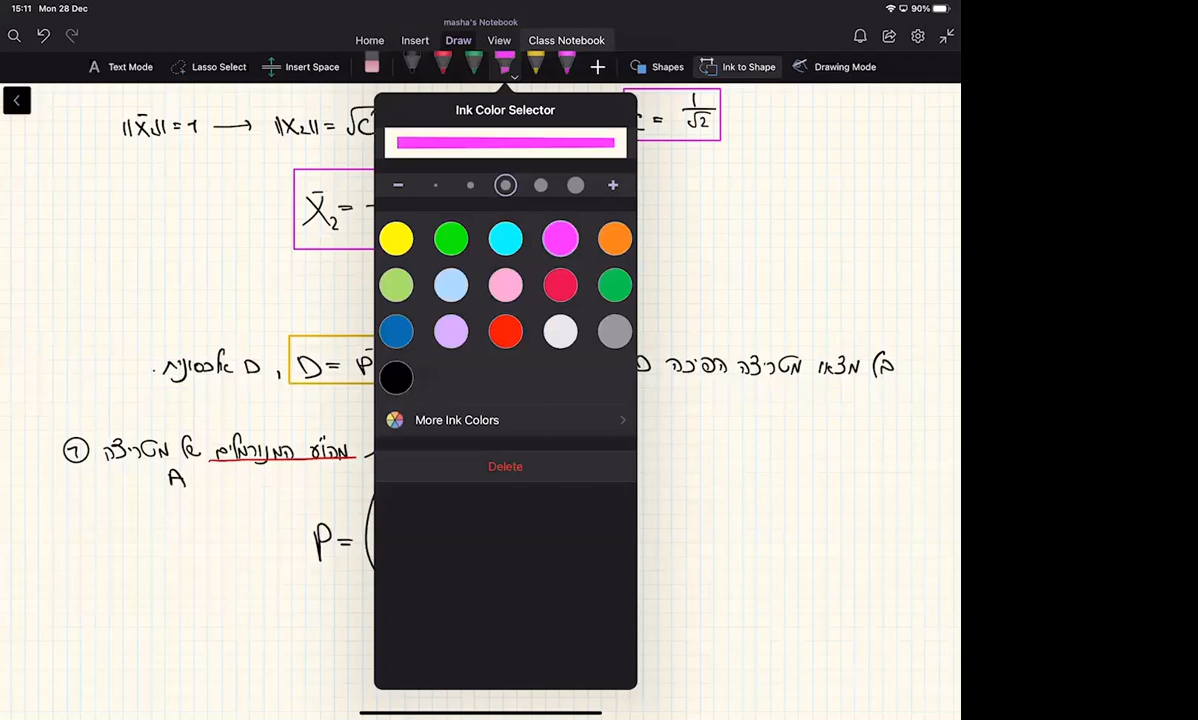 15:11 Mon 28 Dec
90%
masha's Notebook
Home Insert Draw View Class Notebook
Text Mode Lasso Select Insert Space Shapes Ink to Shape Drawing Mode
Ink Color Selector
||X̄₂||=1 → ||X₂|| = √C
= 1/√2
X̄₂ =
ב) מצאו מטריצה הפיכה
D = P , D אלכסונית.
More Ink Colors
המנורמלים של מטריצה
A
Delete
P = (